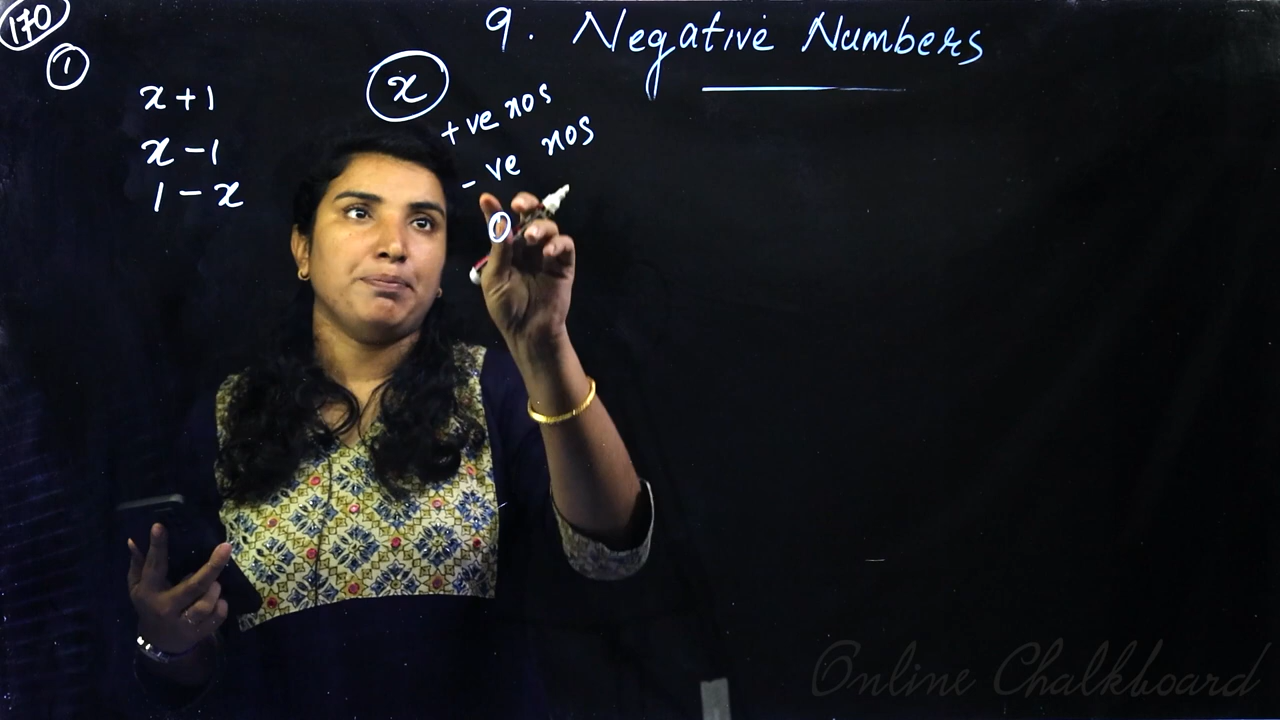 170
9. Negative Numbers
1
x + 1
x
x - 1
+ve nos
1 - x
-ve nos
0
Online Chalkboard